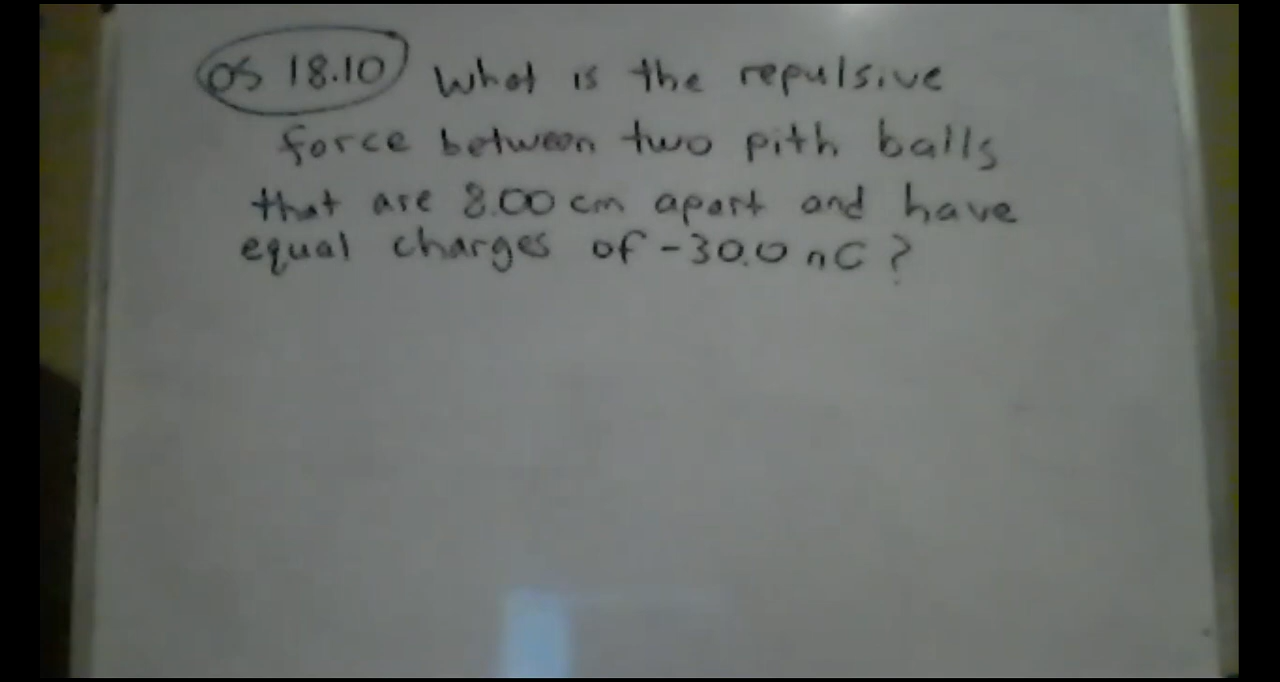 OS 18.10 What is the repulsive
force between two pith balls
that are 8.00 cm apart and have
equal charges of -30.0 nC?